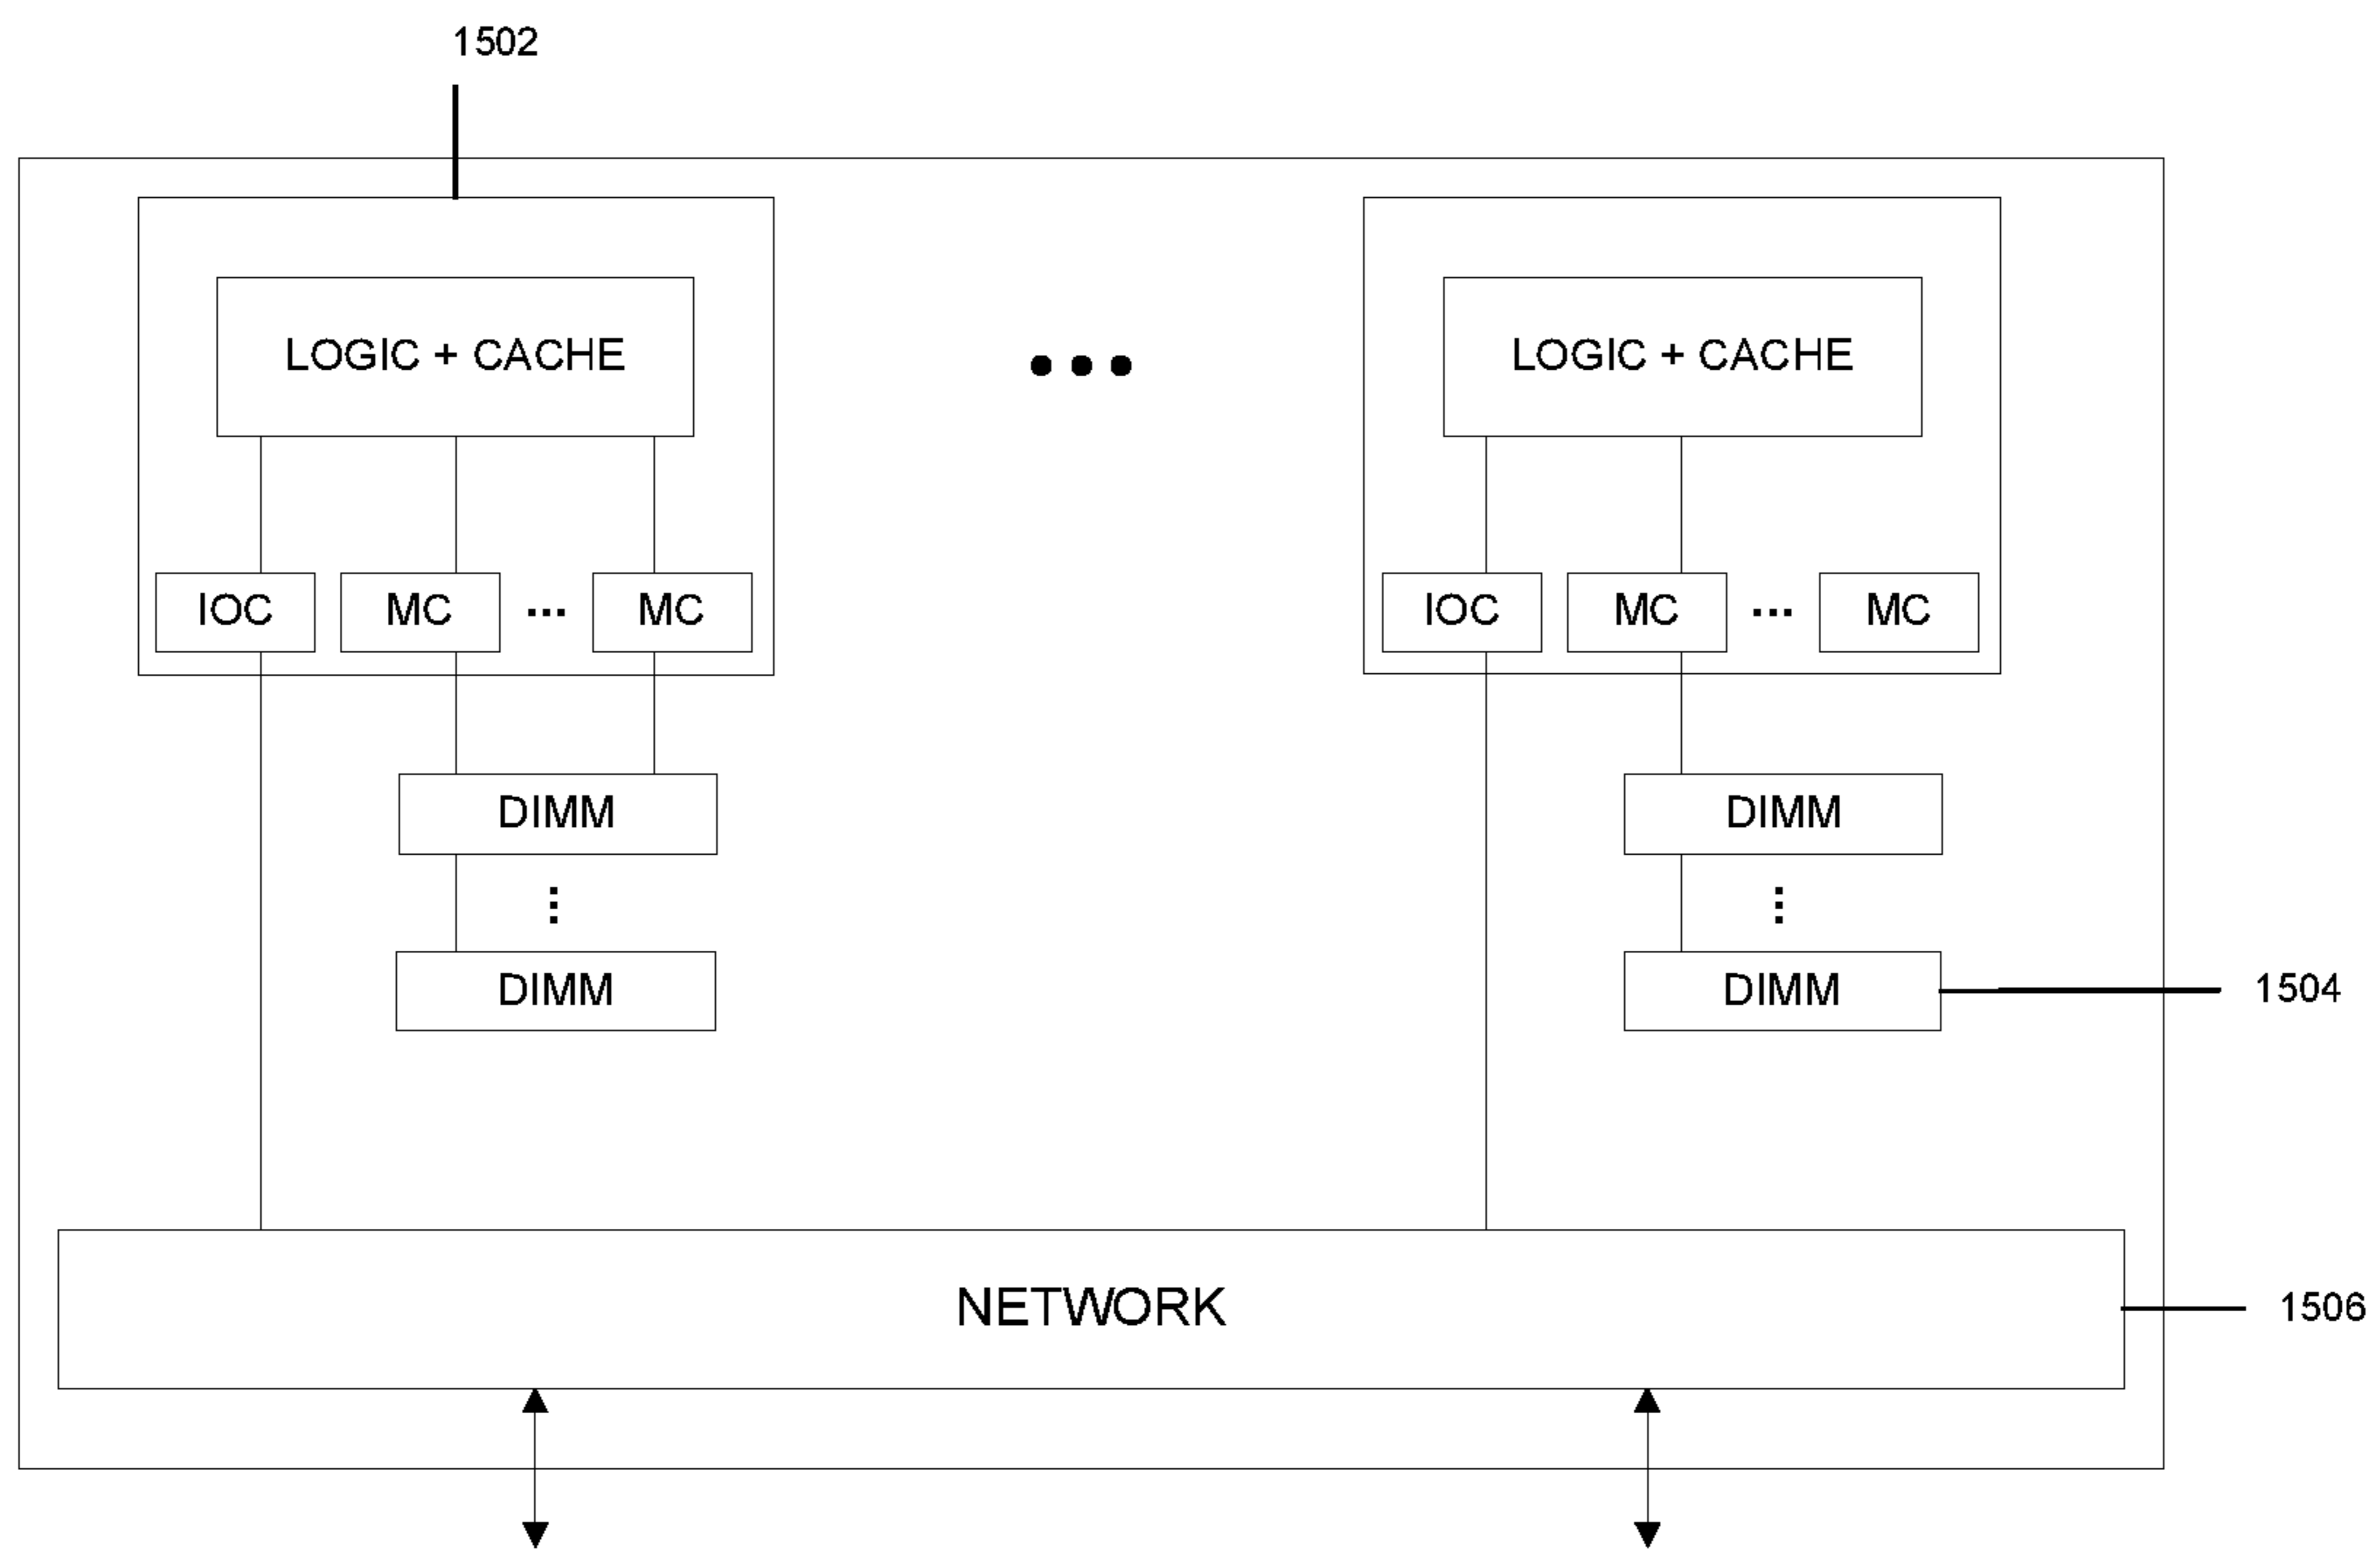 1502
LOGIC + CACHE ••• LOGIC + CACHE
IOC MC ... MC IOC MC ... MC
DIMM DIMM
DIMM DIMM 1504
NETWORK 1506